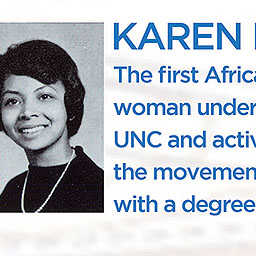 KAREN
The first Africa
woman under
UNC and activ
the movement
with a degree